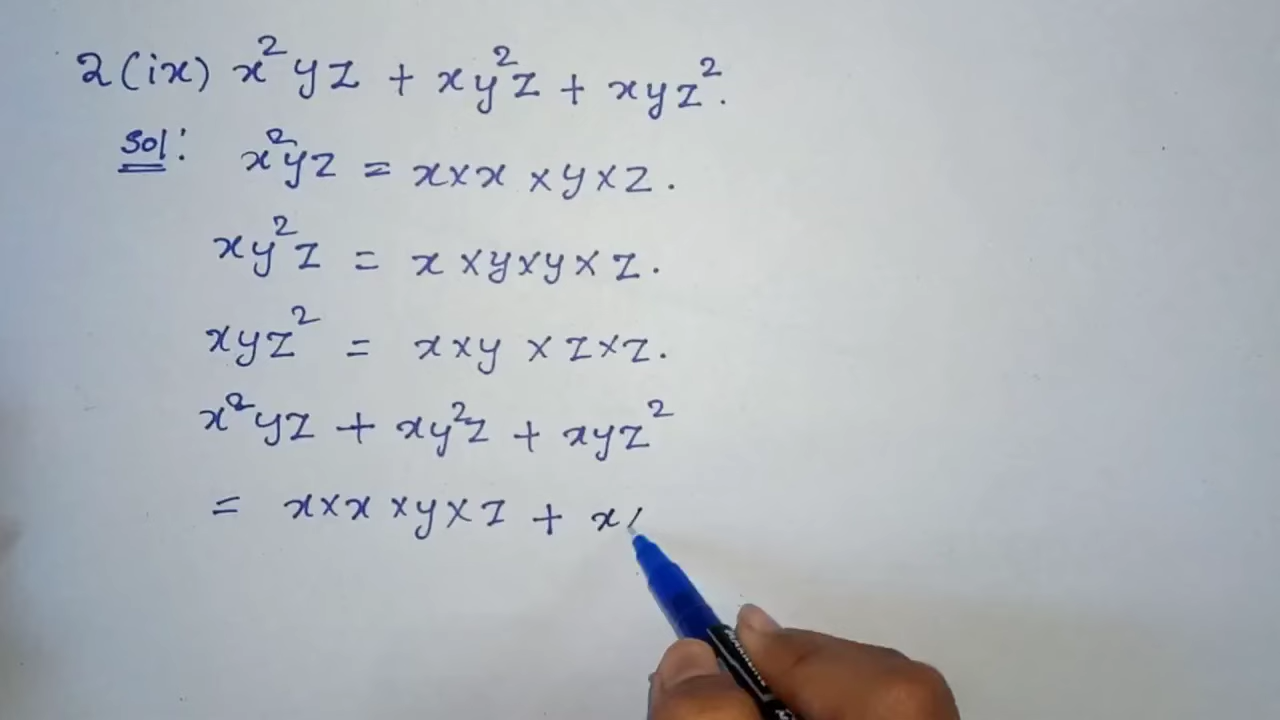 2(ix) x²yz + xy²z + xyz².
Sol: x²yz = x×x×y×z.
xy²z = x×y×y×z.
xyz² = x×y×z×z.
x²yz + xy²z + xyz²
= x×x×y×z + x